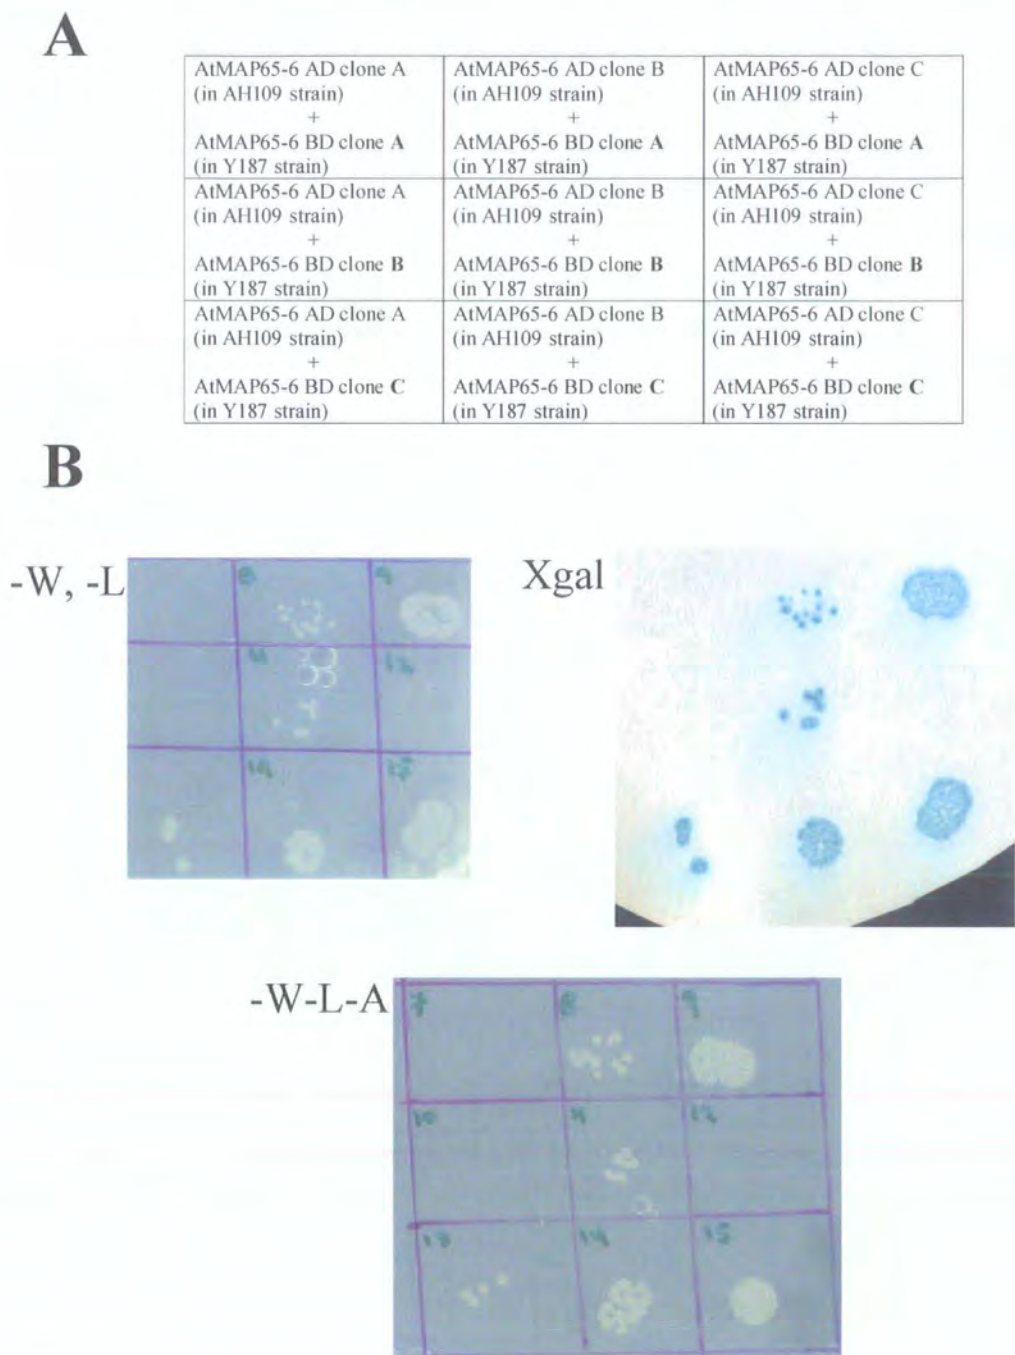 A
AtMAP65-6 AD clone A
(in AH109 strain)
+
AtMAP65-6 BD clone A
(in Y187 strain)
AtMAP65-6 AD clone B
(in AH109 strain)
+
AtMAP65-6 BD clone A
(in Y187 strain)
AtMAP65-6 AD clone C
(in AH109 strain)
+
AtMAP65-6 BD clone A
(in Y187 strain)
AtMAP65-6 AD clone A
(in AH109 strain)
+
AtMAP65-6 BD clone B
(in Y187 strain)
AtMAP65-6 AD clone B
(in AH109 strain)
+
AtMAP65-6 BD clone B
(in Y187 strain)
AtMAP65-6 AD clone C
(in AH109 strain)
+
AtMAP65-6 BD clone B
(in Y187 strain)
AtMAP65-6 AD clone A
(in AH109 strain)
+
AtMAP65-6 BD clone C
(in Y187 strain)
AtMAP65-6 AD clone B
(in AH109 strain)
+
AtMAP65-6 BD clone C
(in Y187 strain)
AtMAP65-6 AD clone C
(in AH109 strain)
+
AtMAP65-6 BD clone C
(in Y187 strain)
B
-W, -L
8 9
11 12
14 15
Xgal
-W-L-A
7 8 9
10 11 12
13 14 15